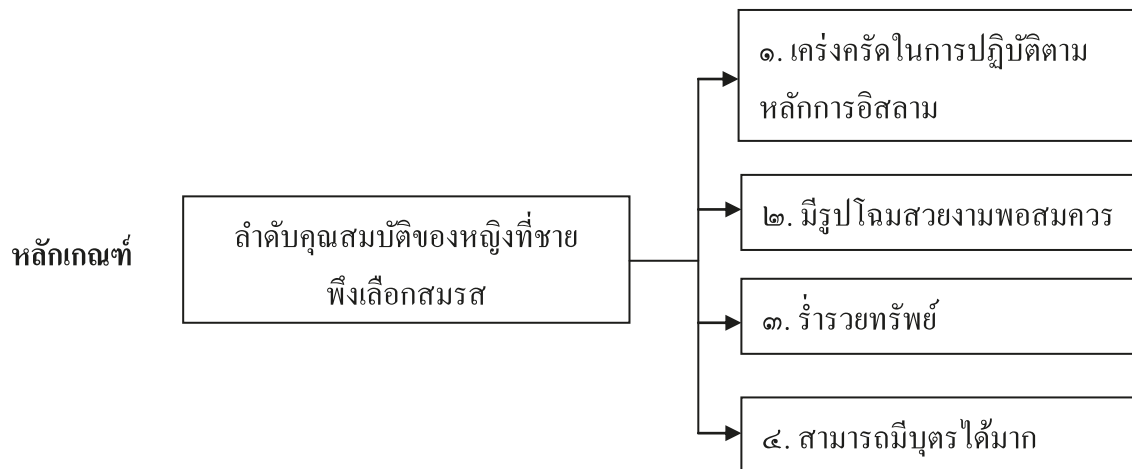 หลักเกณฑ์
ลำดับคุณสมบัติของหญิงที่ชาย
พึงเลือกสมรส
๑. เคร่งครัดในการปฏิบัติตาม
หลักการอิสลาม
๒. มีรูปโฉมสวยงามพอสมควร
๓. ร่ำรวยทรัพย์
๔. สามารถมีบุตรได้มาก